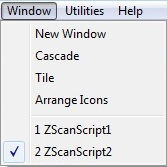 Window Utilities Help
New Window
Cascade
Tile
Arrange Icons
1 ZScanScript1
2 ZScanScript2